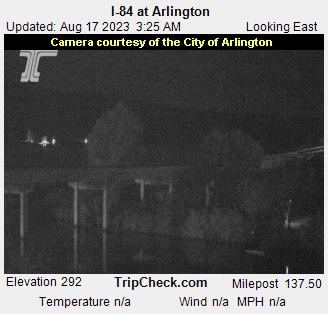 I-84 at Arlington
Updated: Aug 17 2023 3:25 AM Looking East
Camera courtesy of the City of Arlington
Elevation 292 TripCheck.com Milepost 137.50
Temperature n/a Wind n/a MPH n/a